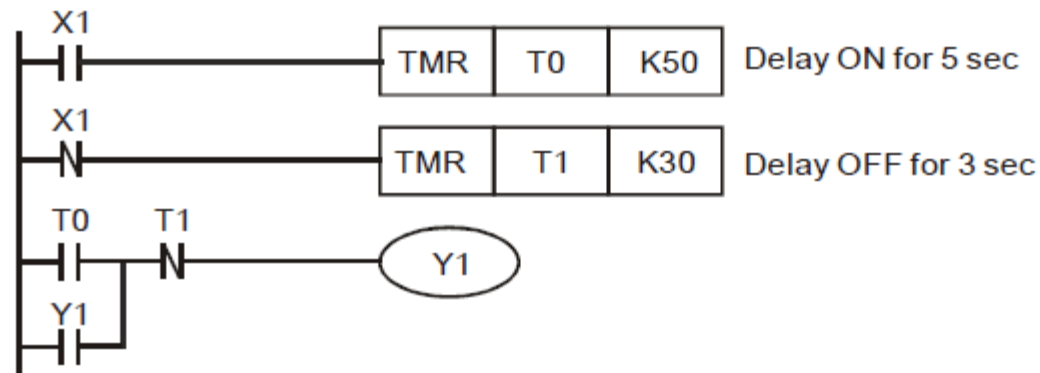 X1
TMR T0 K50 Delay ON for 5 sec
X1
TMR T1 K30 Delay OFF for 3 sec
T0 T1
Y1
Y1